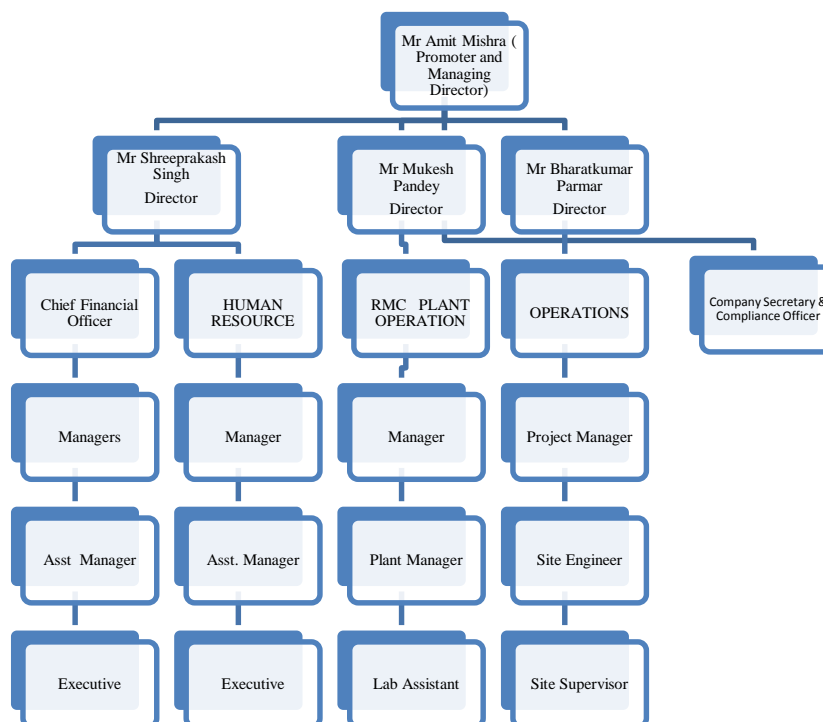 Mr Amit Mishra (
Promoter and
Managing
Director)
Mr Shreeprakash
Singh
Director
Mr Mukesh
Pandey
Director
Mr Bharatkumar
Parmar
Director
Chief Financial
Officer
HUMAN
RESOURCE
RMC PLANT
OPERATION
OPERATIONS
Company Secretary &
Compliance Officer
Managers
Manager
Manager
Project Manager
Asst Manager
Asst. Manager
Plant Manager
Site Engineer
Executive
Executive
Lab Assistant
Site Supervisor